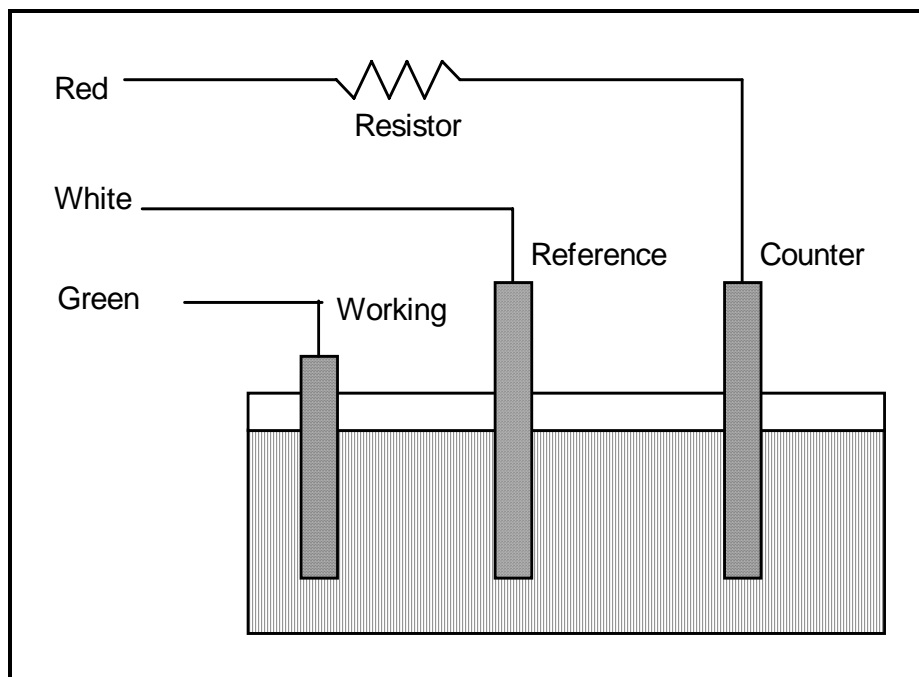 Red
Resistor
White
Reference
Counter
Green
Working